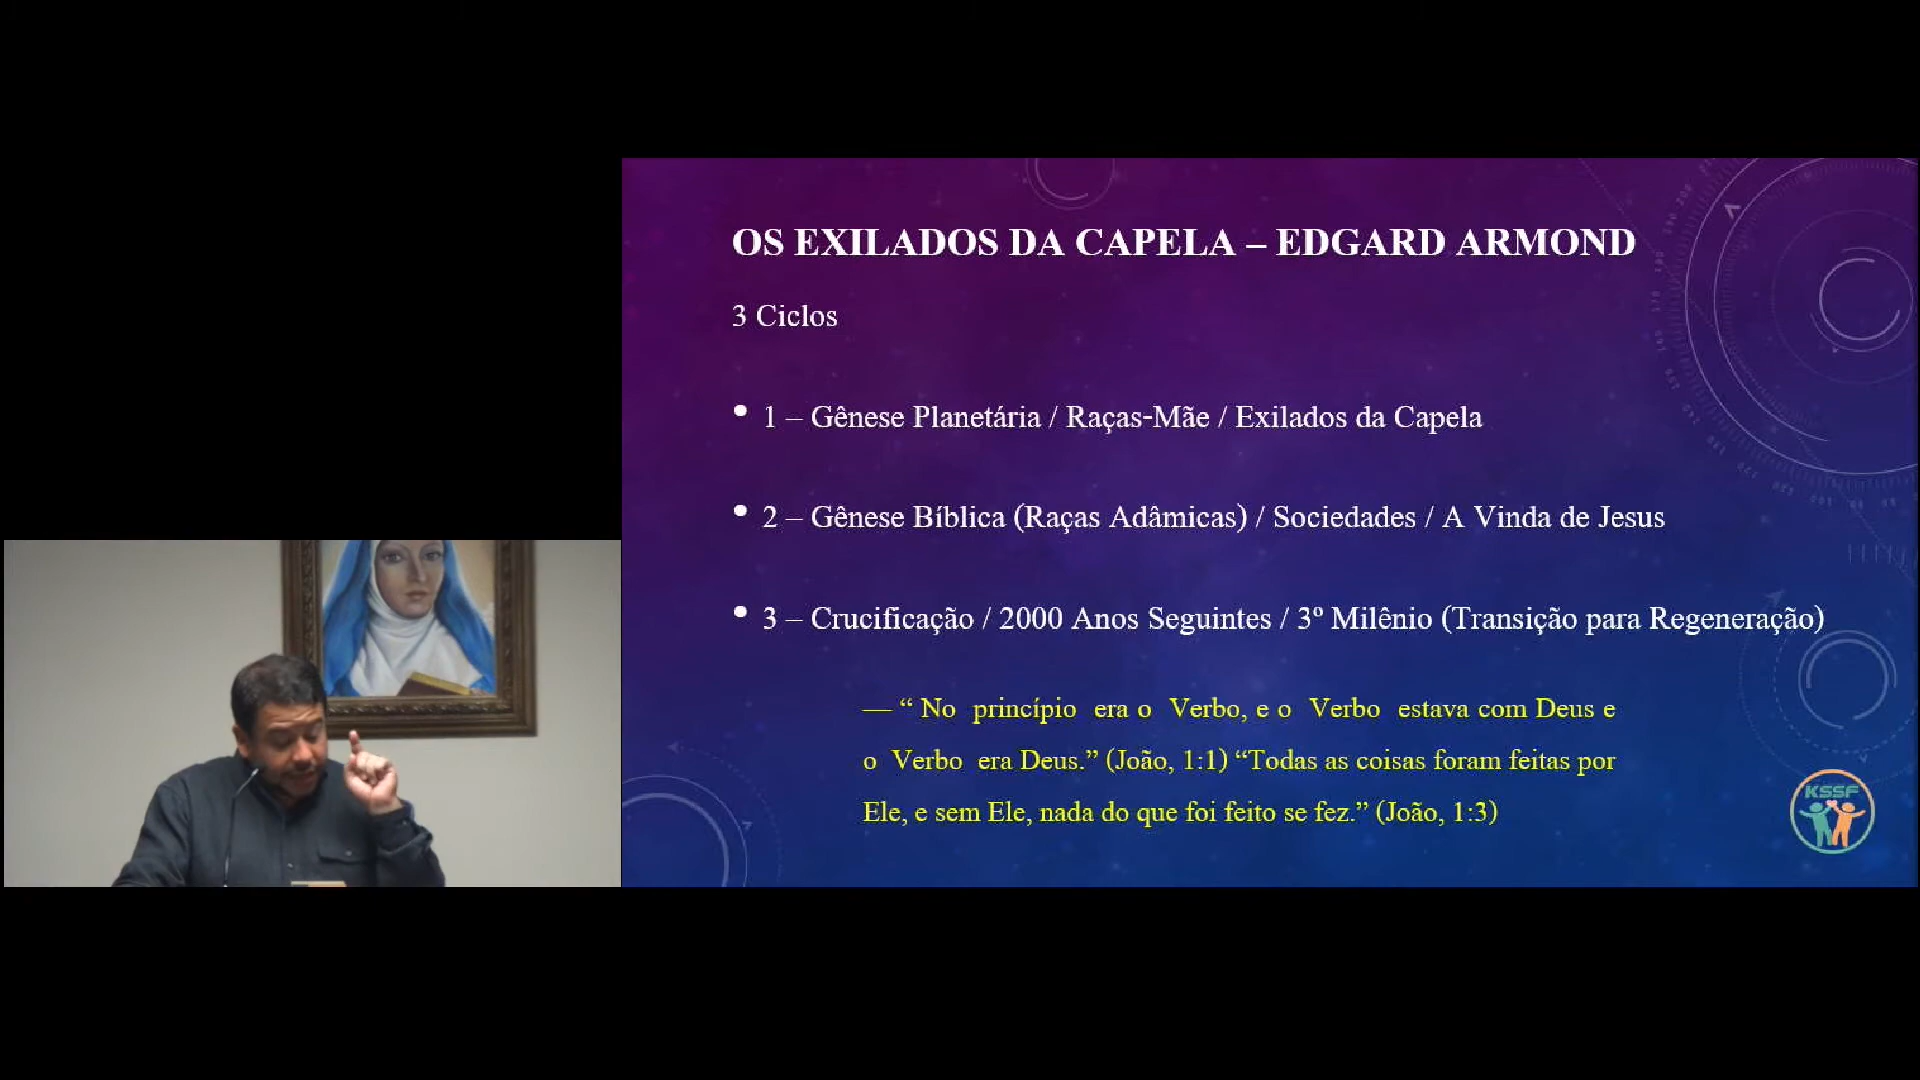 OS EXILADOS DA CAPELA – EDGARD ARMOND
3 Ciclos
• 1 – Gênese Planetária / Raças-Mãe / Exilados da Capela
• 2 – Gênese Bíblica (Raças Adâmicas) / Sociedades / A Vinda de Jesus
• 3 – Crucificação / 2000 Anos Seguintes / 3º Milênio (Transição para Regeneração)
— “ No princípio era o Verbo, e o Verbo estava com Deus e
o Verbo era Deus.” (João, 1:1) “Todas as coisas foram feitas por
Ele, e sem Ele, nada do que foi feito se fez.” (João, 1:3)
KSSF